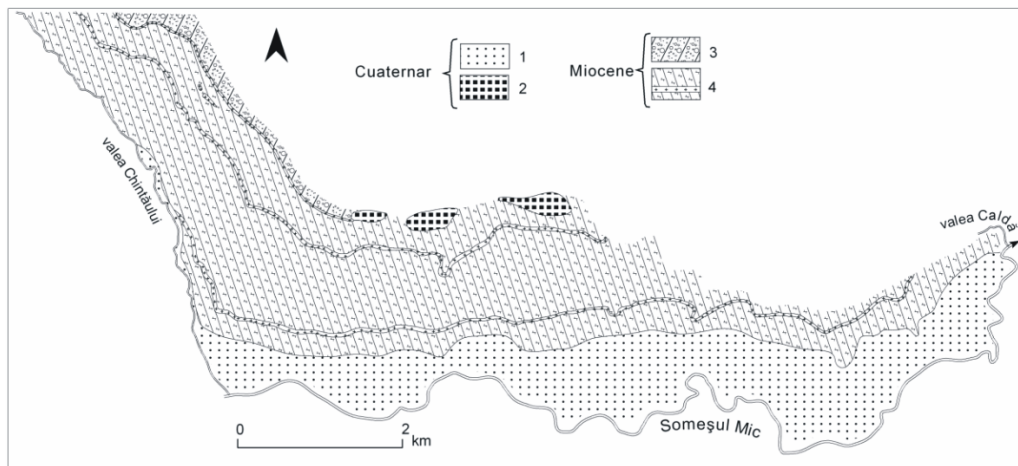 Cuaternar
1
2
Miocene
3
4
valea Chintăului
valea Caldă
Someşul Mic
0 2
km